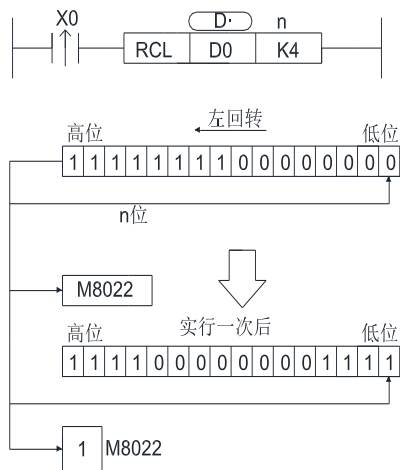 X0
D· n
RCL D0 K4
左回转
高位 低位
1 1 1 1 1 1 1 1 0 0 0 0 0 0 0 0
n位
M8022
实行一次后
高位 低位
1 1 1 1 0 0 0 0 0 0 0 0 1 1 1 1
1 M8022